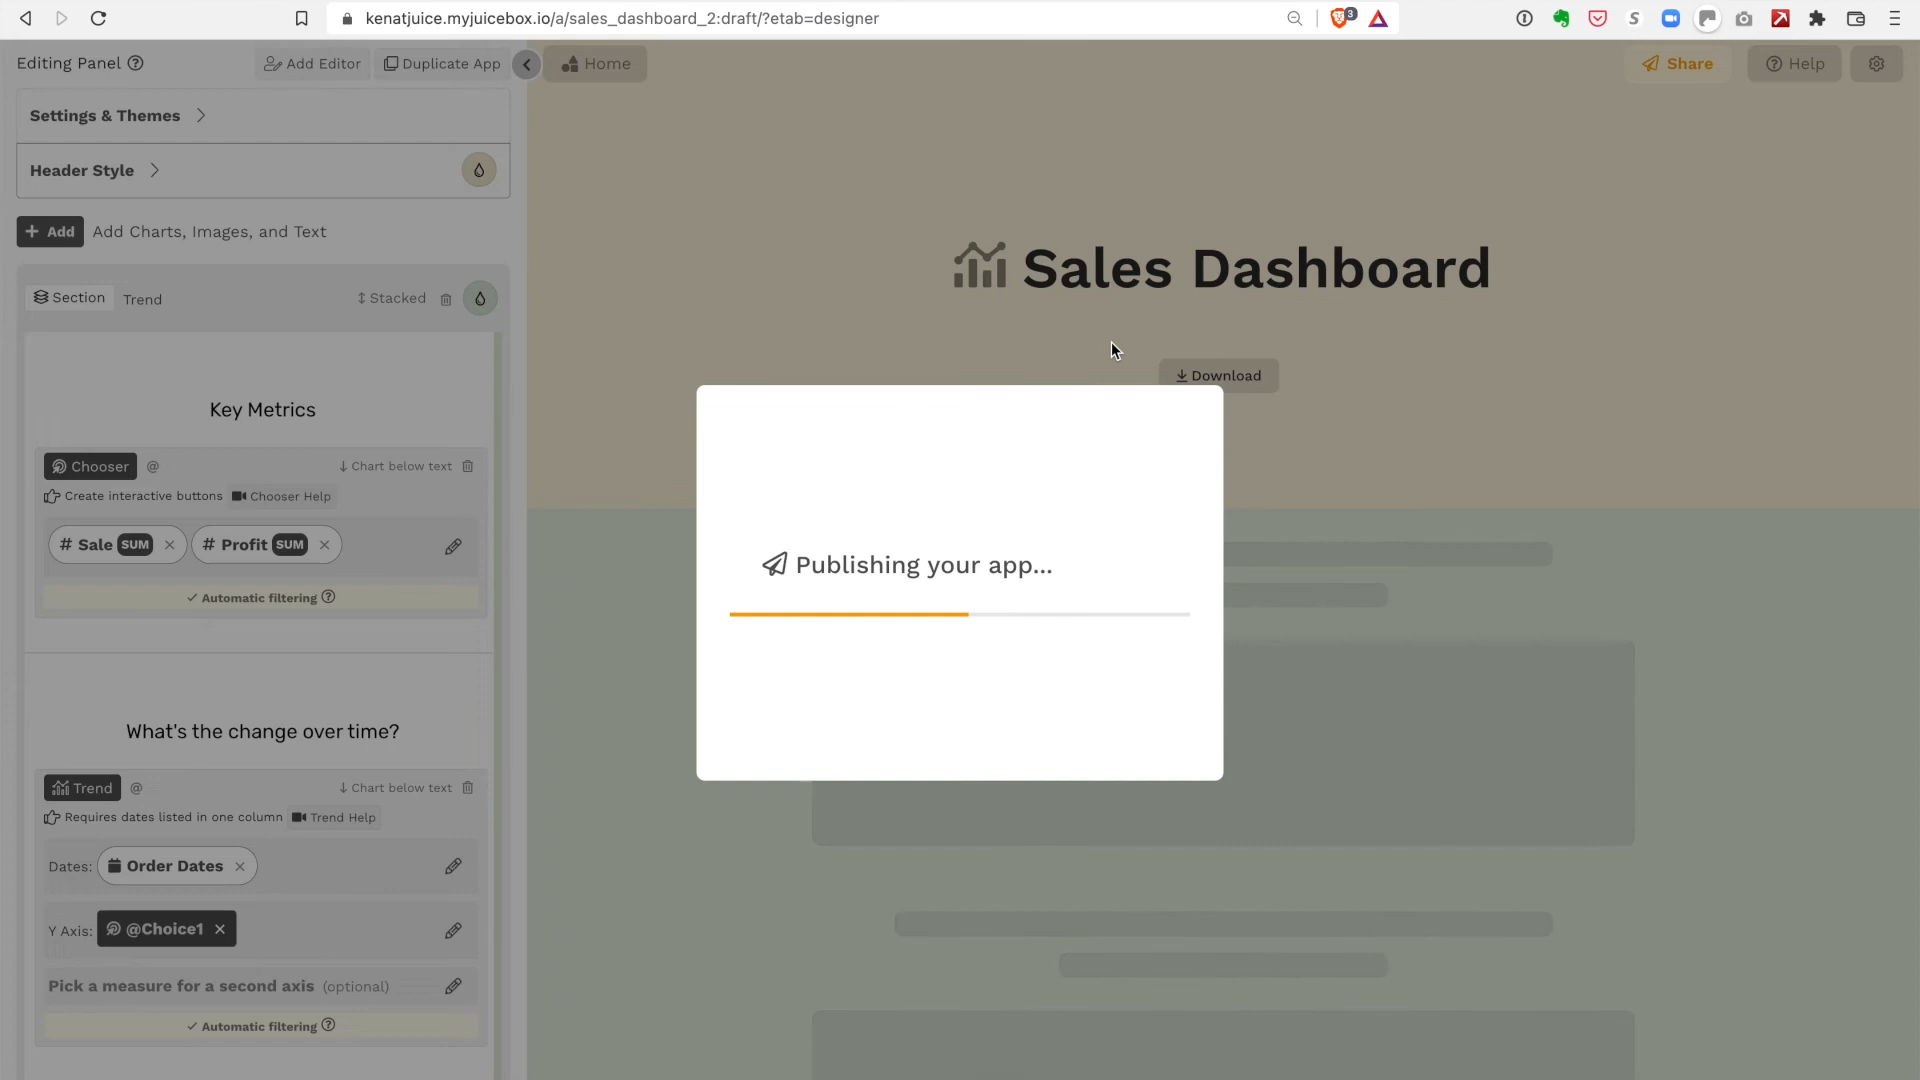 kenatjuice.myjuicebox.io/a/sales_dashboard_2:draft/?etab=designer
3
Editing Panel
Add Editor
Duplicate App
Home
Share
Help
Settings & Themes
Header Style
+ Add
Add Charts, Images, and Text
Sales Dashboard
Section
Trend
Stacked
Download
Key Metrics
Chooser @
Chart below text
Create interactive buttons
Chooser Help
# Sale SUM ×
# Profit SUM ×
Automatic filtering
Publishing your app...
What's the change over time?
Trend @
Chart below text
Requires dates listed in one column
Trend Help
Dates: Order Dates ×
Y Axis: @Choice1 ×
Pick a measure for a second axis (optional)
Automatic filtering